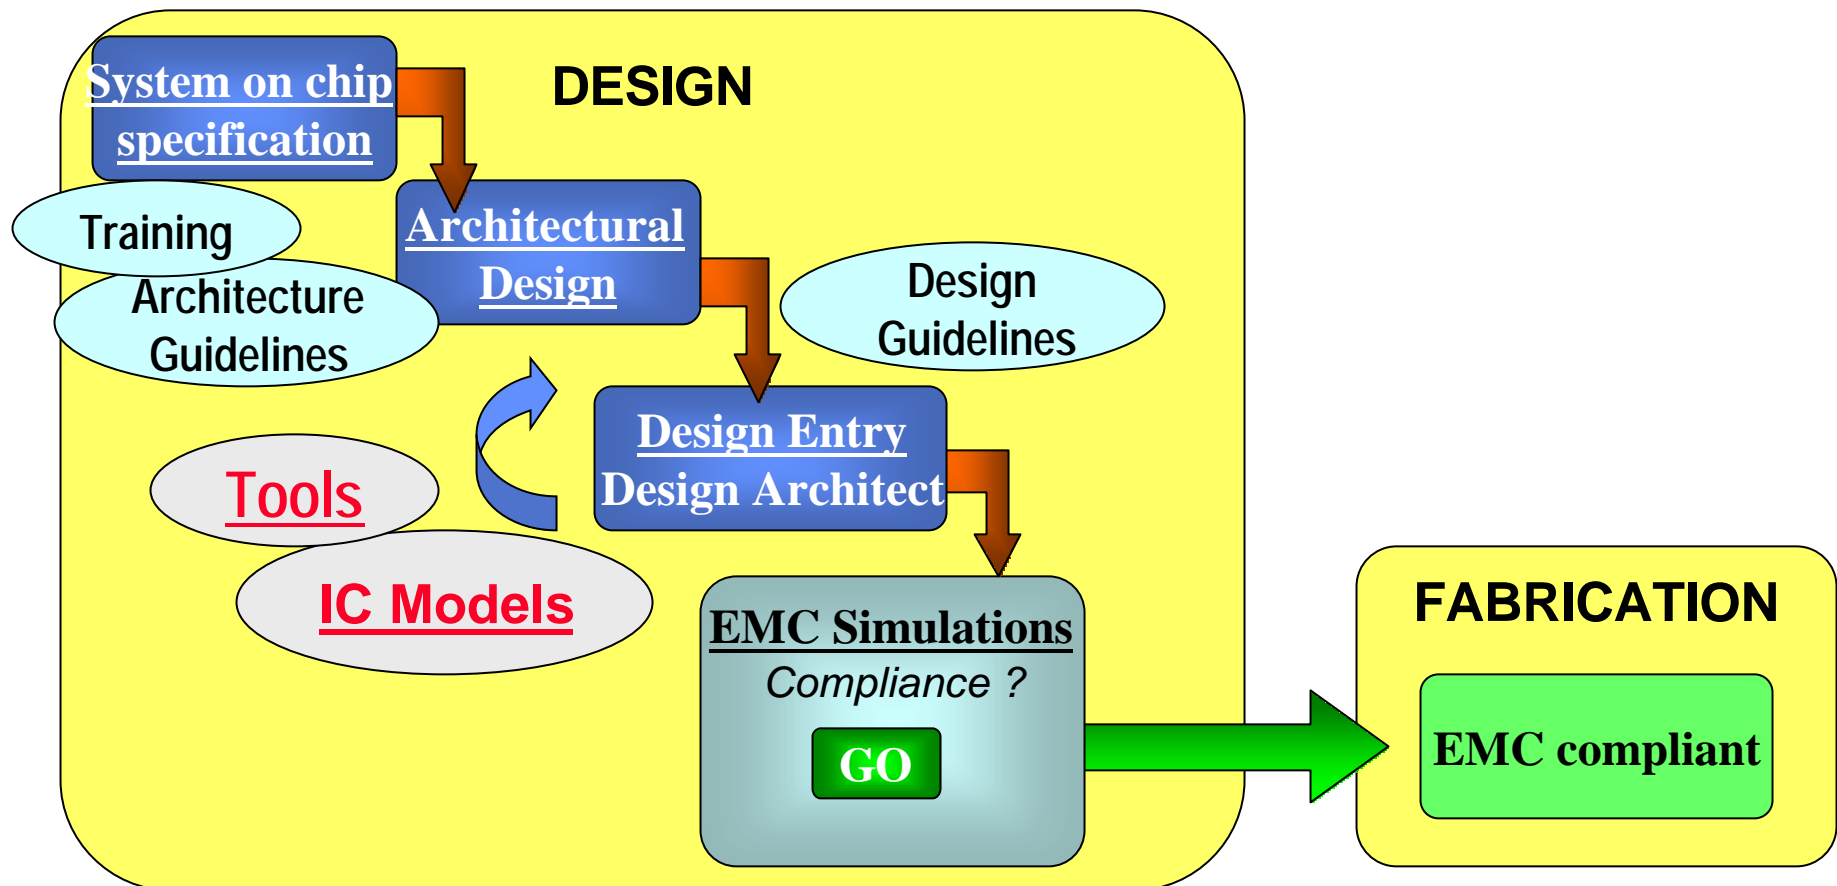 DESIGN
System on chip
specification
Training
Architecture
Guidelines
Architectural
Design
Design
Guidelines
Design Entry
Design Architect
Tools
IC Models
EMC Simulations
Compliance ?
GO
FABRICATION
EMC compliant